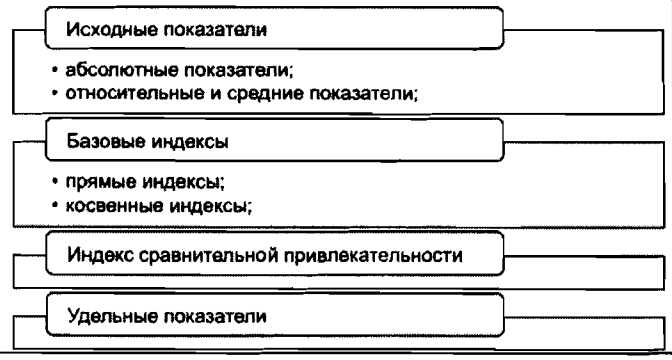 Исходные показатели
• абсолютные показатели;
• относительные и средние показатели;
Базовые индексы
• прямые индексы;
• косвенные индексы;
Индекс сравнительной привлекательности
Удельные показатели